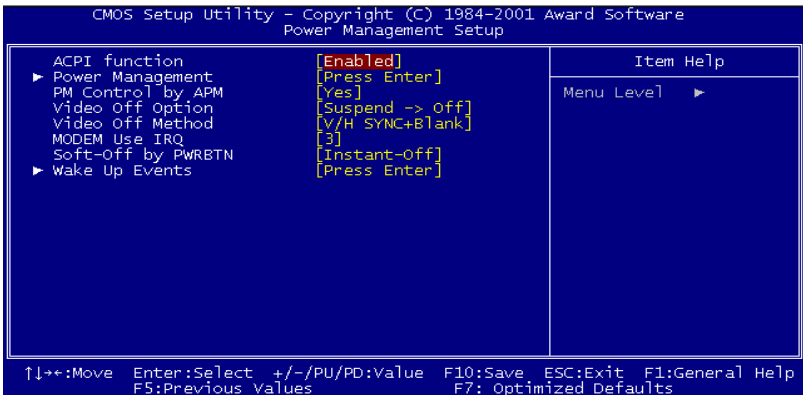 CMOS Setup Utility – Copyright (C) 1984–2001 Award Software
Power Management Setup
ACPI function [Enabled]
► Power Management [Press Enter]
PM Control by APM [Yes]
Video Off Option [Suspend -> Off]
Video Off Method [V/H SYNC+Blank]
MODEM Use IRQ [3]
Soft-Off by PWRBTN [Instant-Off]
► Wake Up Events [Press Enter]
Item Help
Menu Level ►
↑↓→←:Move Enter:Select +/-/PU/PD:Value F10:Save ESC:Exit F1:General Help
F5:Previous Values F7: Optimized Defaults